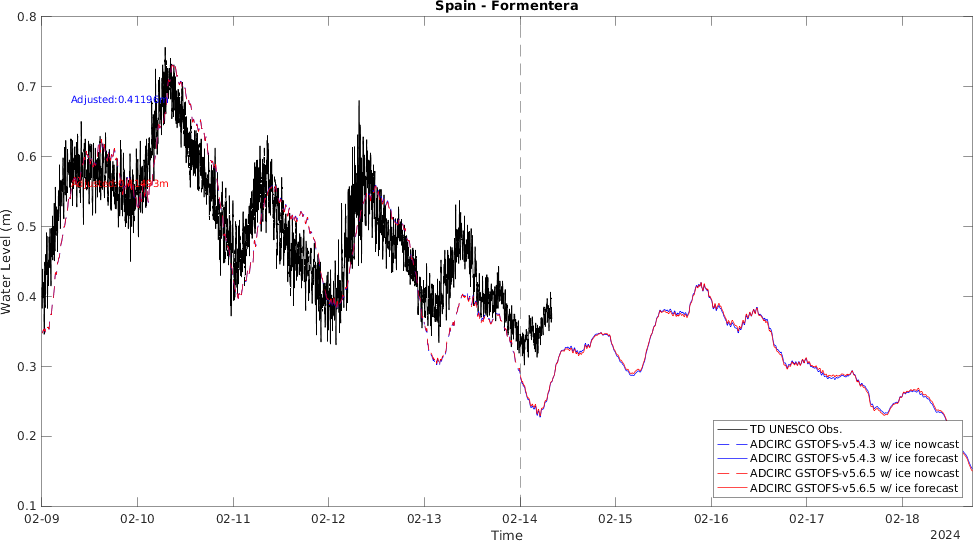 Spain - Formentera
Water Level (m)
0.8
0.7
0.6
0.5
0.4
0.3
0.2
0.1
Adjusted:0.4119
02-09
02-10
02-11
02-12
02-13
02-14
02-15
02-16
02-17
02-18
Time
2024
TD UNESCO Obs.
ADCIRC GSTOFS-v5.4.3 w/ ice nowcast
ADCIRC GSTOFS-v5.4.3 w/ ice forecast
ADCIRC GSTOFS-v5.6.5 w/ ice nowcast
ADCIRC GSTOFS-v5.6.5 w/ ice forecast